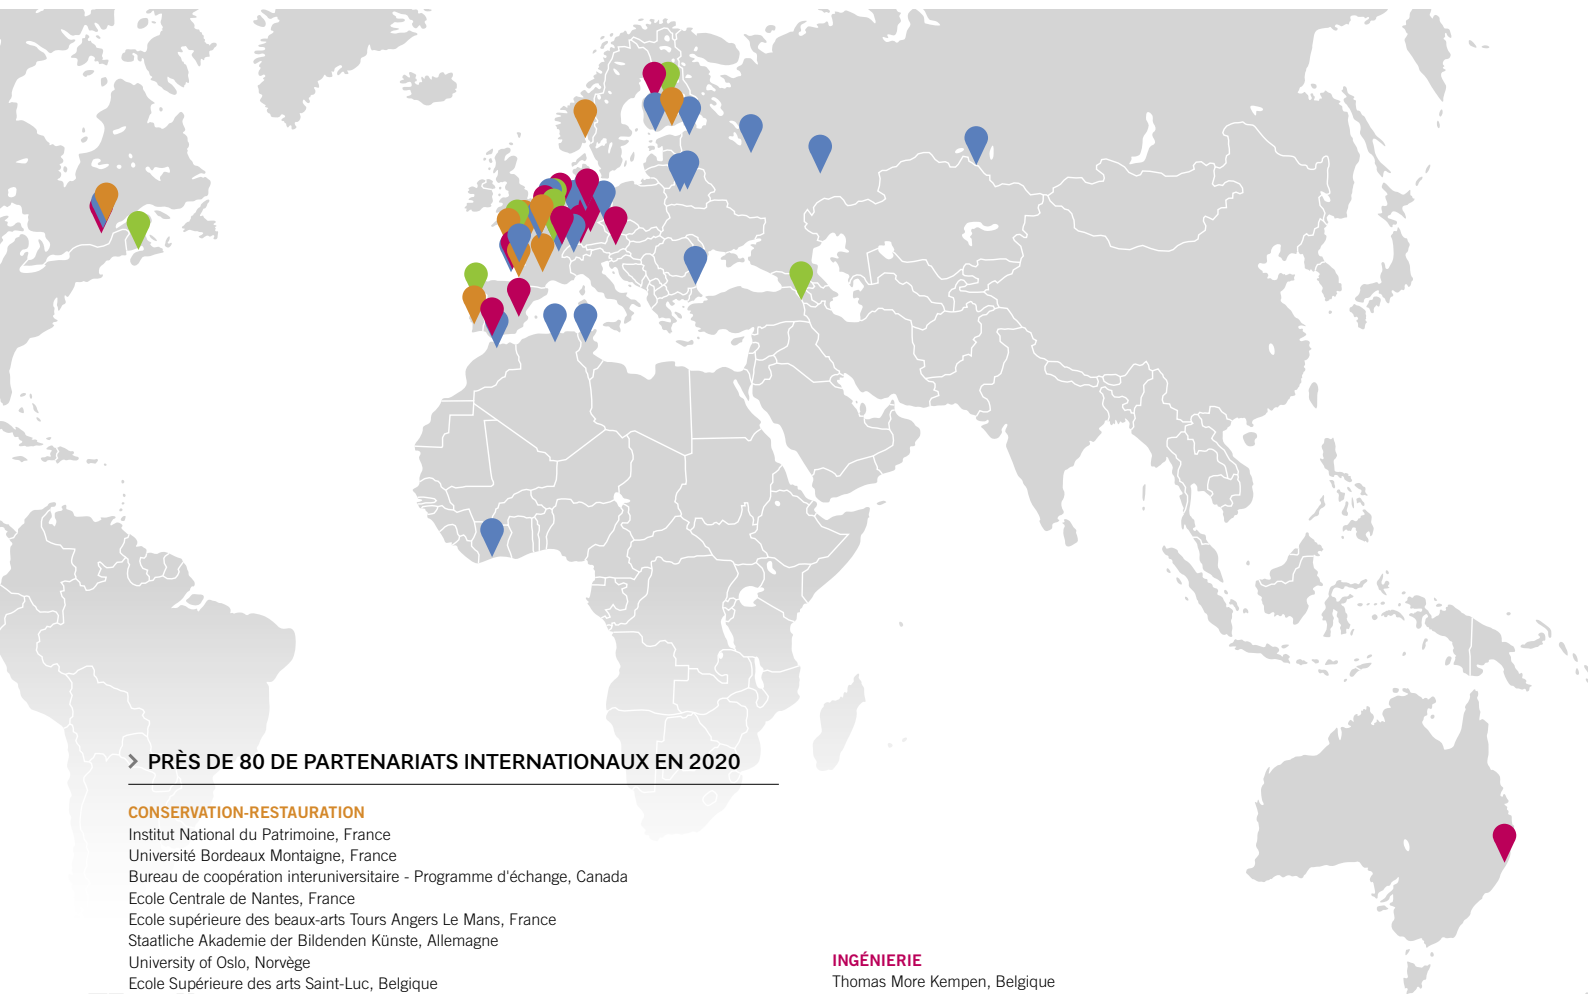 > PRÈS DE 80 DE PARTENARIATS INTERNATIONAUX EN 2020
CONSERVATION-RESTAURATION
Institut National du Patrimoine, France
Université Bordeaux Montaigne, France
Bureau de coopération interuniversitaire - Programme d'échange, Canada
Ecole Centrale de Nantes, France
Ecole supérieure des beaux-arts Tours Angers Le Mans, France
Staatliche Akademie der Bildenden Künste, Allemagne
University of Oslo, Norvège
Ecole Supérieure des arts Saint-Luc, Belgique
INGÉNIERIE
Thomas More Kempen, Belgique